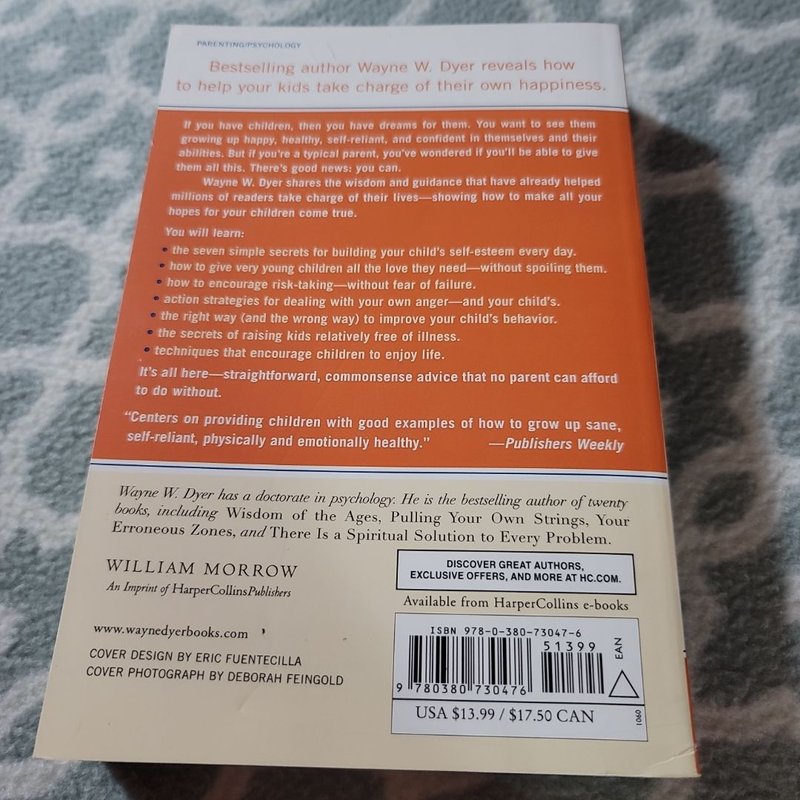 PARENTING/PSYCHOLOGY
Bestselling author Wayne W. Dyer reveals how
to help your kids take charge of their own happiness.
If you have children, then you have dreams for them. You want to see them
growing up happy, healthy, self-reliant, and confident in themselves and their
abilities. But if you're a typical parent, you've wondered if you'll be able to give
them all this. There's good news: you can.
Wayne W. Dyer shares the wisdom and guidance that have already helped
millions of readers take charge of their lives—showing how to make all your
hopes for your children come true.
You will learn:
• the seven simple secrets for building your child's self-esteem every day.
• how to give very young children all the love they need—without spoiling them.
• how to encourage risk-taking—without fear of failure.
• action strategies for dealing with your own anger—and your child's.
• the right way (and the wrong way) to improve your child's behavior.
• the secrets of raising kids relatively free of illness.
• techniques that encourage children to enjoy life.
It's all here—straightforward, commonsense advice that no parent can afford
to do without.
"Centers on providing children with good examples of how to grow up sane,
self-reliant, physically and emotionally healthy." —Publishers Weekly
Wayne W. Dyer has a doctorate in psychology. He is the bestselling author of twenty
books, including Wisdom of the Ages, Pulling Your Own Strings, Your
Erroneous Zones, and There Is a Spiritual Solution to Every Problem.
WILLIAM MORROW
An Imprint of HarperCollinsPublishers
www.waynedyerbooks.com
COVER DESIGN BY ERIC FUENTECILLA
COVER PHOTOGRAPH BY DEBORAH FEINGOLD
DISCOVER GREAT AUTHORS,
EXCLUSIVE OFFERS, AND MORE AT HC.COM.
Available from HarperCollins e-books
ISBN 978-0-380-73047-6
51399
EAN
9 780380 730476
USA $13.99 / $17.50 CAN
1060